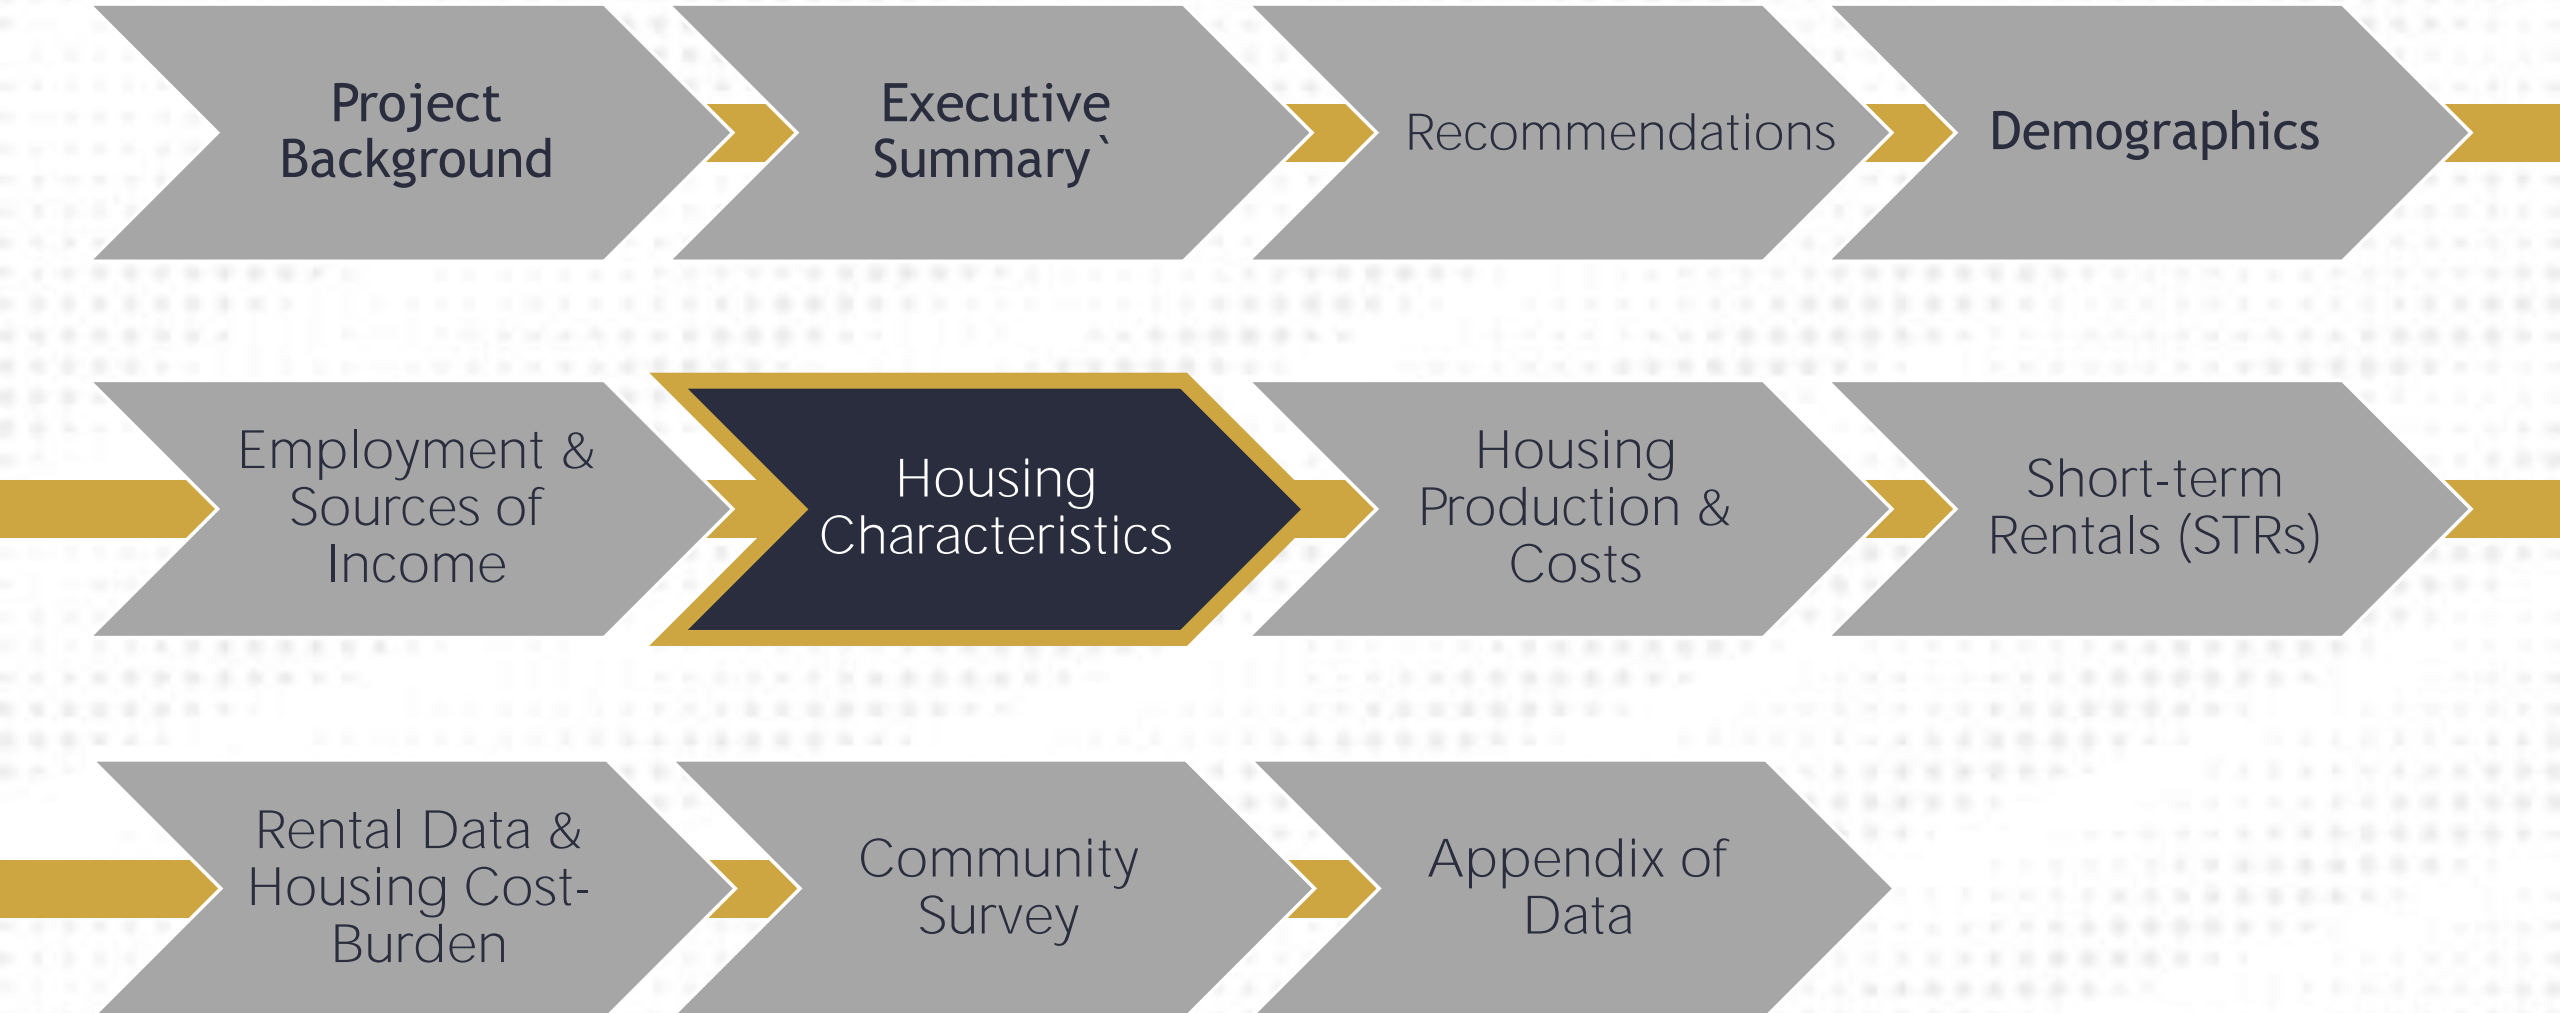 Project
Background
Executive
Summary`
Recommendations
Demographics
Employment &
Sources of
Income
Housing
Characteristics
Housing
Production &
Costs
Short-term
Rentals (STRs)
Rental Data &
Housing Cost-
Burden
Community
Survey
Appendix of
Data